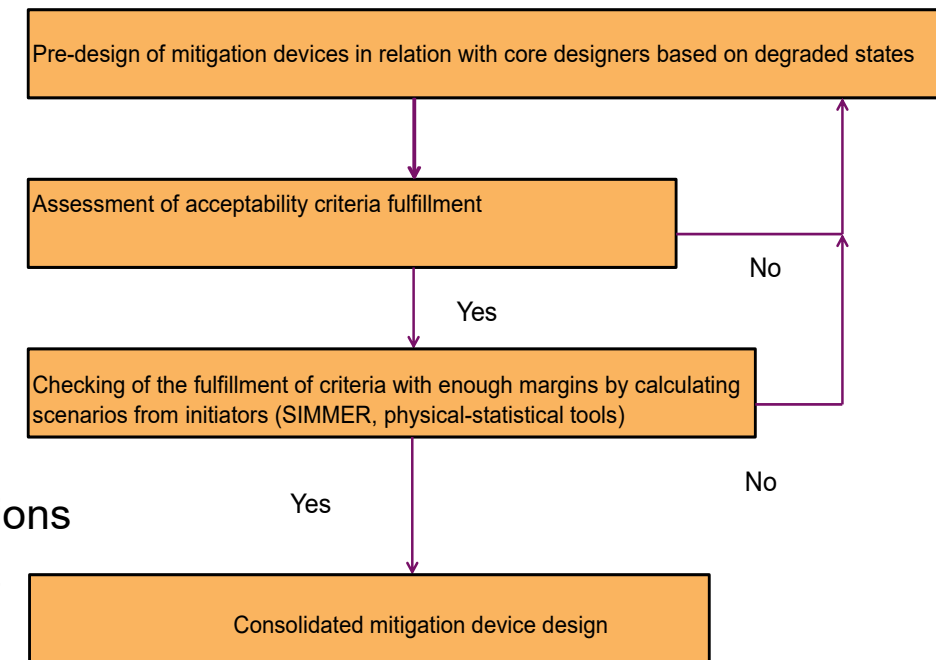 Pre-design of mitigation devices in relation with core designers based on degraded states
Assessment of acceptability criteria fulfillment
No
Yes
Checking of the fulfillment of criteria with enough margins by calculating
scenarios from initiators (SIMMER, physical-statistical tools)
No
Yes
ons
Consolidated mitigation device design